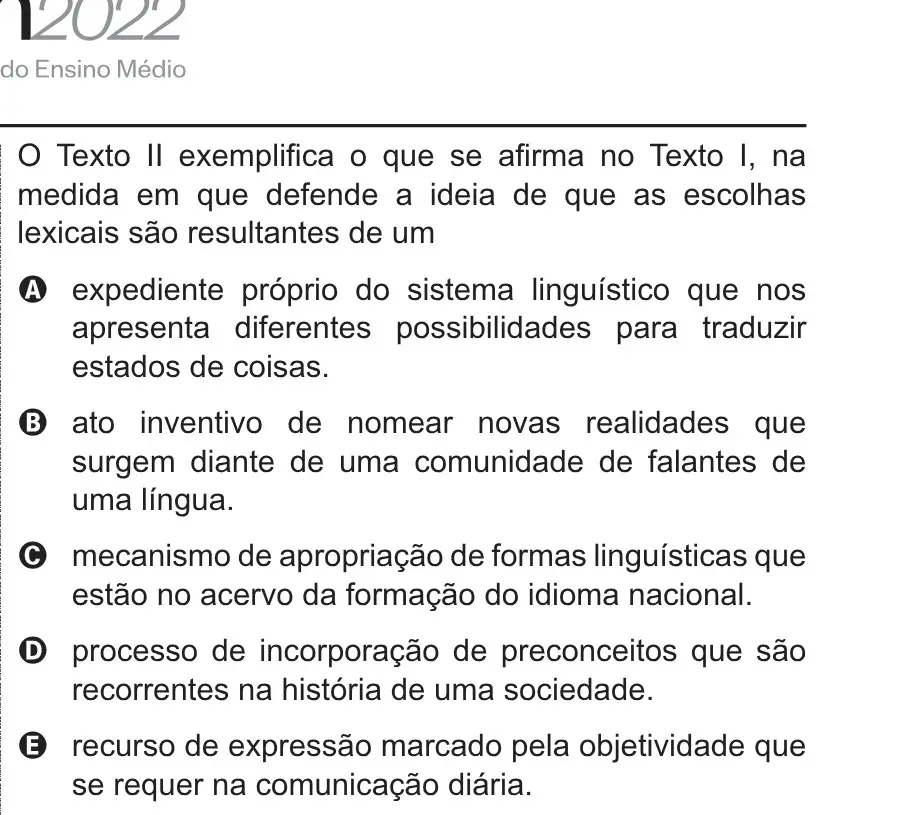 2022
do Ensino Médio
O Texto II exemplifica o que se afirma no Texto I, na
medida em que defende a ideia de que as escolhas
lexicais são resultantes de um
A expediente próprio do sistema linguístico que nos
apresenta diferentes possibilidades para traduzir
estados de coisas.
B ato inventivo de nomear novas realidades que
surgem diante de uma comunidade de falantes de
uma língua.
C mecanismo de apropriação de formas linguísticas que
estão no acervo da formação do idioma nacional.
D processo de incorporação de preconceitos que são
recorrentes na história de uma sociedade.
E recurso de expressão marcado pela objetividade que
se requer na comunicação diária.